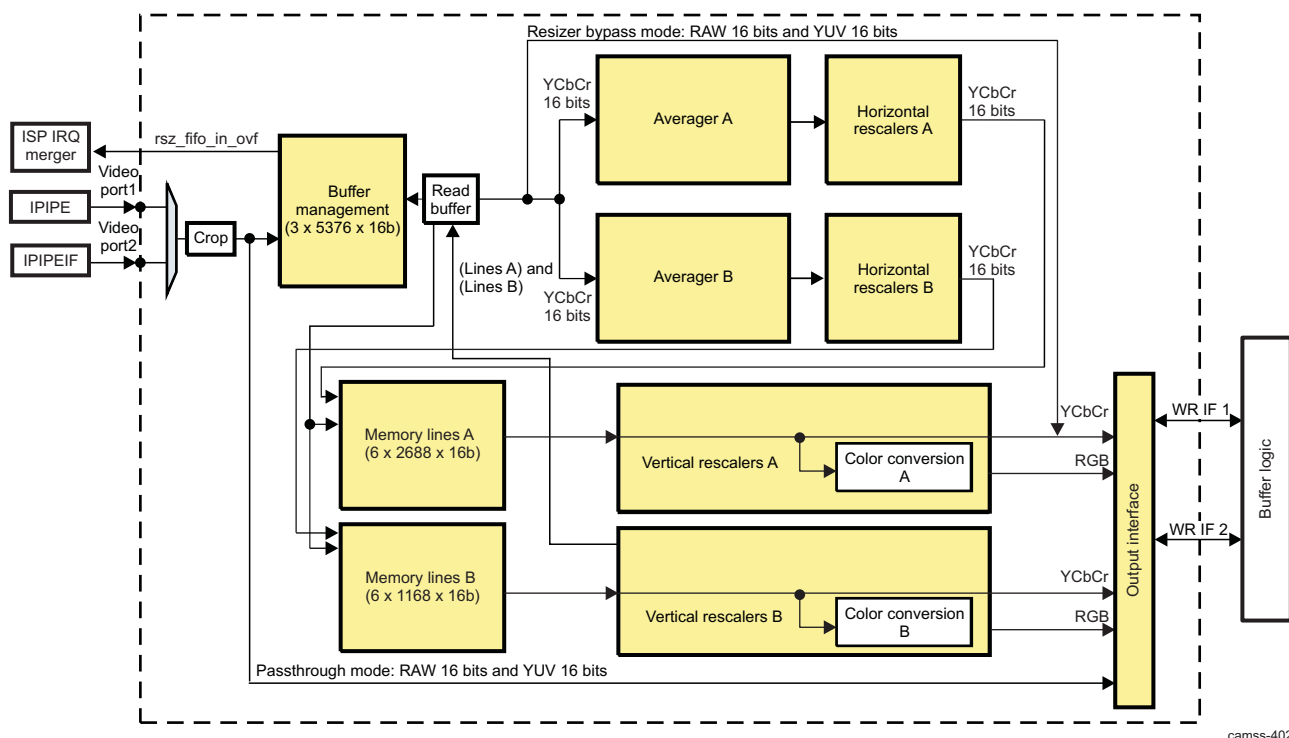 Resizer bypass mode: RAW 16 bits and YUV 16 bits
YCbCr
16 bits
Averager A
Horizontal
rescalers A
YCbCr
16 bits
ISP IRQ
merger
rsz_fifo_in_ovf
Video
port1
IPIPE
Video
port2
IPIPEIF
Crop
Buffer
management
(3 x 5376 x 16b)
Read
buffer
(Lines A) and
(Lines B)
YCbCr
16 bits
Averager B
Horizontal
rescalers B
YCbCr
16 bits
Memory lines A
(6 x 2688 x 16b)
Vertical rescalers A
Color conversion
A
YCbCr
RGB
Memory lines B
(6 x 1168 x 16b)
Vertical rescalers B
Color conversion
B
YCbCr
RGB
Output interface
WR IF 1
WR IF 2
Buffer logic
Passthrough mode: RAW 16 bits and YUV 16 bits
camss-402